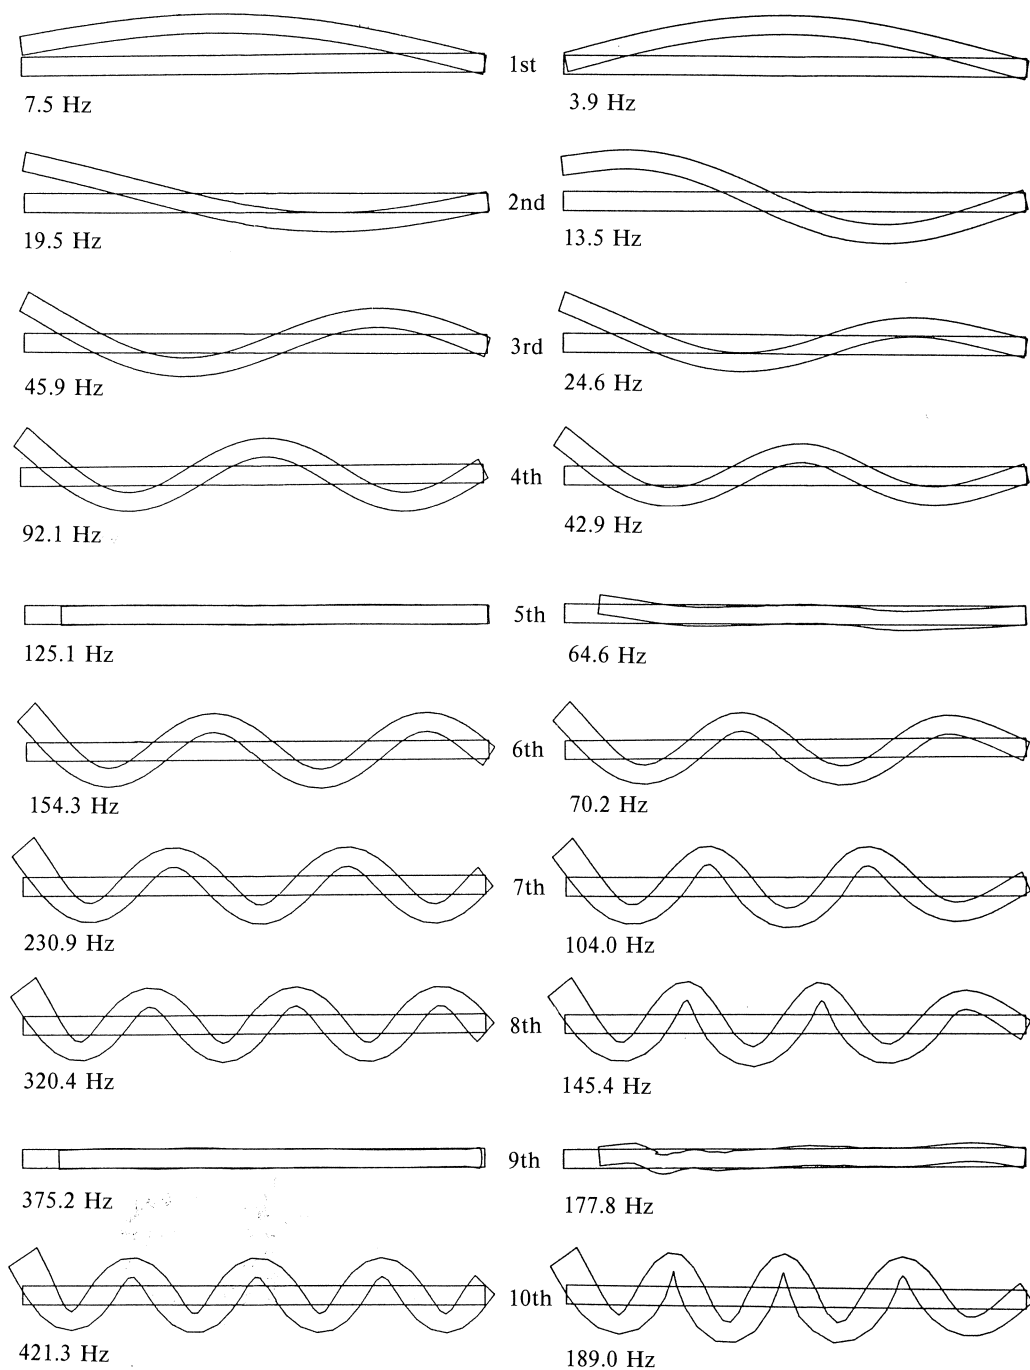 1st
7.5 Hz 3.9 Hz
2nd
19.5 Hz 13.5 Hz
3rd
45.9 Hz 24.6 Hz
4th
92.1 Hz 42.9 Hz
5th
125.1 Hz 64.6 Hz
6th
154.3 Hz 70.2 Hz
7th
230.9 Hz 104.0 Hz
8th
320.4 Hz 145.4 Hz
9th
375.2 Hz 177.8 Hz
10th
421.3 Hz 189.0 Hz